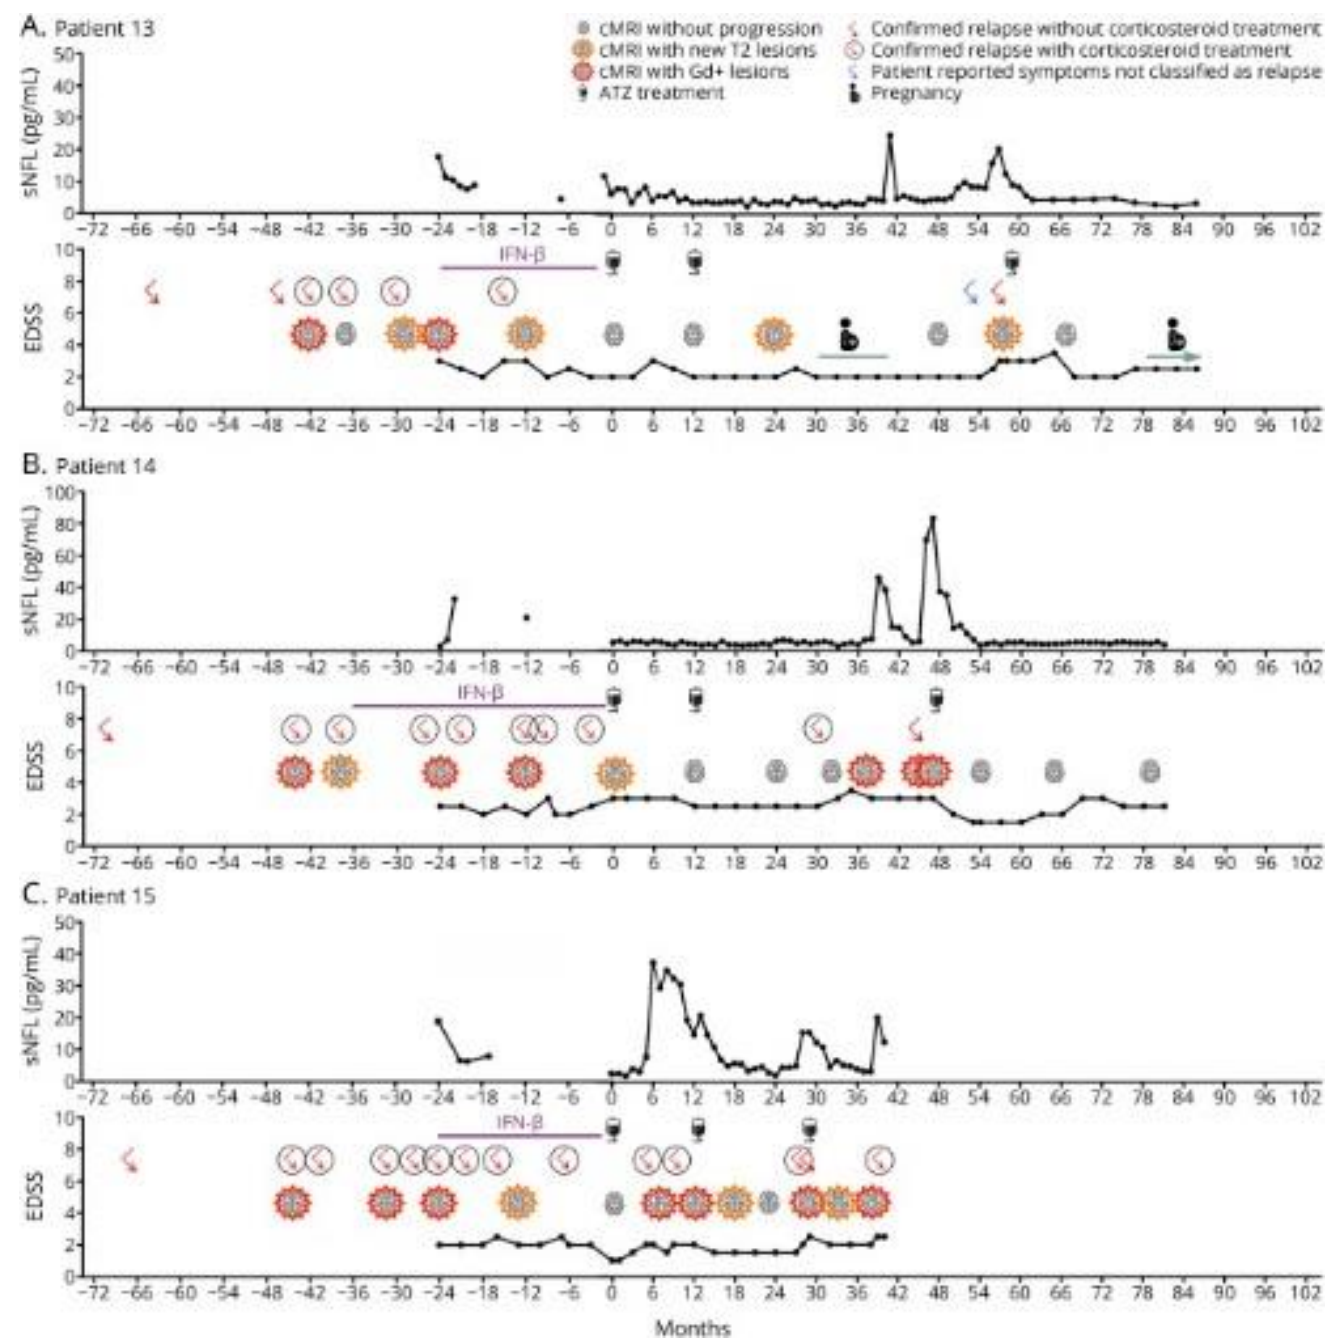 A. Patient 13
cMRI without progression
cMRI with new T2 lesions
cMRI with Gd+ lesions
ATZ treatment
Confirmed relapse without corticosteroid treatment
Confirmed relapse with corticosteroid treatment
Patient reported symptoms not classified as relapse
Pregnancy
sNFL (pg/mL)
50
40
30
20
10
0
−72 −66 −60 −54 −48 −42 −36 −30 −24 −18 −12 −6 0 6 12 18 24 30 36 42 48 54 60 66 72 78 84 90 96 102
EDSS
10
8
6
4
2
0
IFN-β
−72 −66 −60 −54 −48 −42 −36 −30 −24 −18 −12 −6 0 6 12 18 24 30 36 42 48 54 60 66 72 78 84 90 96 102
B. Patient 14
sNFL (pg/mL)
100
80
60
40
20
0
−72 −66 −60 −54 −48 −42 −36 −30 −24 −18 −12 −6 0 6 12 18 24 30 36 42 48 54 60 66 72 78 84 90 96 102
EDSS
10
8
6
4
2
0
IFN-β
−72 −66 −60 −54 −48 −42 −36 −30 −24 −18 −12 −6 0 6 12 18 24 30 36 42 48 54 60 66 72 78 84 90 96 102
C. Patient 15
sNFL (pg/mL)
50
40
30
20
10
0
−72 −66 −60 −54 −48 −42 −36 −30 −24 −18 −12 −6 0 6 12 18 24 30 36 42 48 54 60 66 72 78 84 90 96 102
EDSS
10
8
6
4
2
0
IFN-β
−72 −66 −60 −54 −48 −42 −36 −30 −24 −18 −12 −6 0 6 12 18 24 30 36 42 48 54 60 66 72 78 84 90 96 102
Months